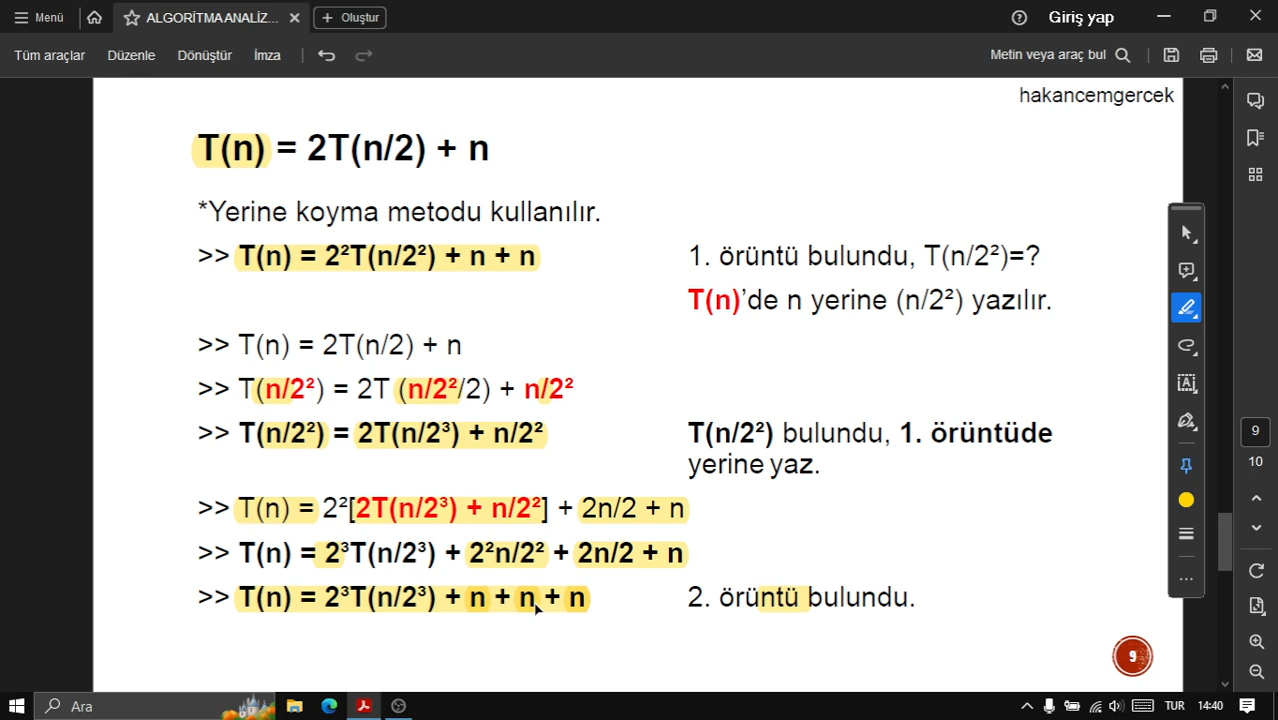 Menü
ALGORİTMA ANALİZ...
Oluştur
Giriş yap
Tüm araçlar Düzenle Dönüştür İmza
Metin veya araç bul
hakancemgercek
T(n) = 2T(n/2) + n
*Yerine koyma metodu kullanılır.
>> T(n) = 2²T(n/2²) + n + n 1. örüntü bulundu, T(n/2²)=?
T(n)'de n yerine (n/2²) yazılır.
>> T(n) = 2T(n/2) + n
>> T(n/2²) = 2T (n/2²/2) + n/2²
>> T(n/2²) = 2T(n/2³) + n/2² T(n/2²) bulundu, 1. örüntüde
yerine yaz.
>> T(n) = 2²[2T(n/2³) + n/2²] + 2n/2 + n
>> T(n) = 2³T(n/2³) + 2²n/2² + 2n/2 + n
>> T(n) = 2³T(n/2³) + n + n + n 2. örüntü bulundu.
9
9
10
Ara
TUR 14:40